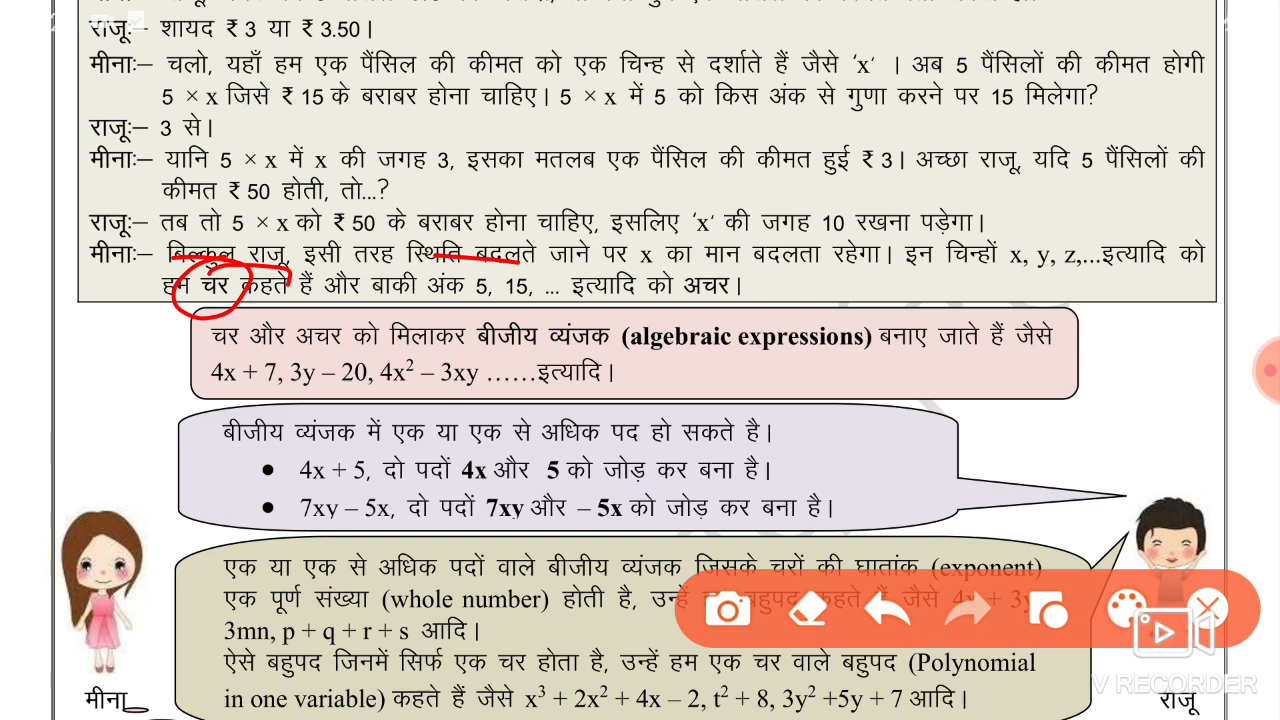 राजूः– शायद ₹ 3 या ₹ 3.50।
मीनाः– चलो, यहाँ हम एक पैंसिल की कीमत को एक चिन्ह से दर्शाते हैं जैसे 'x' । अब 5 पैंसिलों की कीमत होगी
5 × x जिसे ₹ 15 के बराबर होना चाहिए। 5 × x में 5 को किस अंक से गुणा करने पर 15 मिलेगा?
राजूः– 3 से।
मीनाः– यानि 5 × x में x की जगह 3, इसका मतलब एक पैंसिल की कीमत हुई ₹ 3। अच्छा राजू, यदि 5 पैंसिलों की
कीमत ₹ 50 होती, तो...?
राजूः– तब तो 5 × x को ₹ 50 के बराबर होना चाहिए, इसलिए 'x' की जगह 10 रखना पड़ेगा।
मीनाः– बिल्कुल राजू, इसी तरह स्थिति बदलते जाने पर x का मान बदलता रहेगा। इन चिन्हों x, y, z,...इत्यादि को
हम चर कहते हैं और बाकी अंक 5, 15, ... इत्यादि को अचर।
चर और अचर को मिलाकर बीजीय व्यंजक (algebraic expressions) बनाए जाते हैं जैसे
4x + 7, 3y – 20, 4x² – 3xy ……इत्यादि।
बीजीय व्यंजक में एक या एक से अधिक पद हो सकते है।
● 4x + 5, दो पदों 4x और 5 को जोड़ कर बना है।
● 7xy – 5x, दो पदों 7xy और – 5x को जोड़ कर बना है।
एक या एक से अधिक पदों वाले बीजीय व्यंजक जिसके चरों की घातांक (exponent)
एक पूर्ण संख्या (whole number) होती है, उन्हें बहुपद कहते हैं जैसे 4x + 3y
3mn, p + q + r + s आदि।
ऐसे बहुपद जिनमें सिर्फ एक चर होता है, उन्हें हम एक चर वाले बहुपद (Polynomial
in one variable) कहते हैं जैसे x³ + 2x² + 4x – 2, t² + 8, 3y² +5y + 7 आदि।
मीना
राजू
V RECORDER